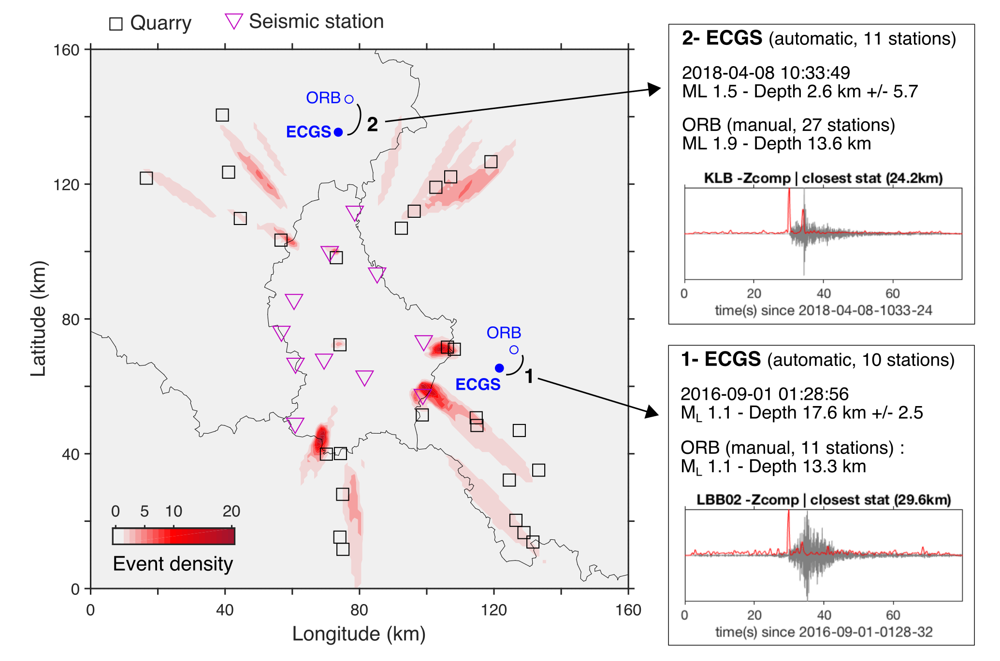 Quarry
Seismic station
160
120
80
40
0
Latitude (km)
0
40
80
120
160
Longitude (km)
ORB
ECGS
2
ORB
ECGS
1
0 5 10 20
Event density
2- ECGS (automatic, 11 stations)
2018-04-08 10:33:49
ML 1.5 - Depth 2.6 km +/- 5.7
ORB (manual, 27 stations)
ML 1.9 - Depth 13.6 km
KLB -Zcomp | closest stat (24.2km)
0 20 40 60
time(s) since 2018-04-08-1033-24
1- ECGS (automatic, 10 stations)
2016-09-01 01:28:56
ML 1.1 - Depth 17.6 km +/- 2.5
ORB (manual, 11 stations) :
ML 1.1 - Depth 13.3 km
LBB02 -Zcomp | closest stat (29.6km)
0 20 40 60
time(s) since 2016-09-01-0128-32